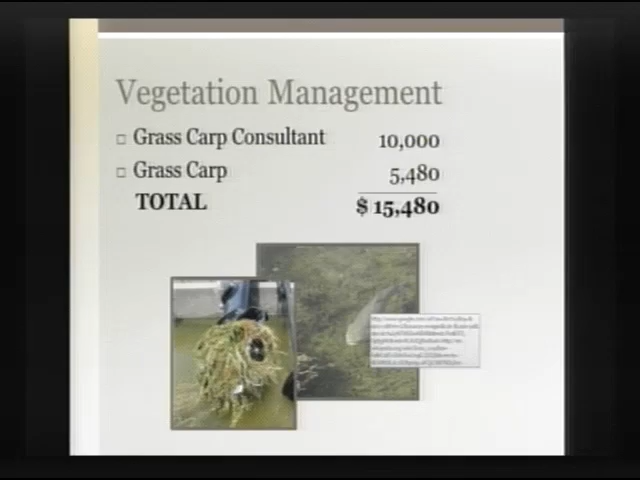 Vegetation Management
□ Grass Carp Consultant 10,000
□ Grass Carp 5,480
TOTAL $ 15,480